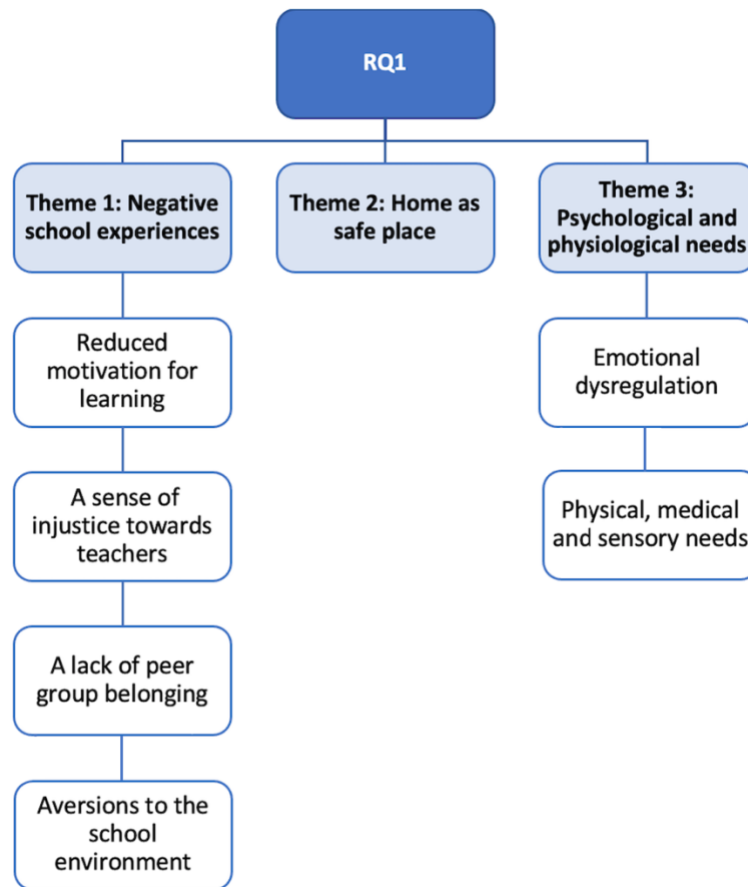 RQ1
Theme 1: Negative
school experiences
Theme 2: Home as
safe place
Theme 3:
Psychological and
physiological needs
Reduced
motivation for
learning
A sense of
injustice towards
teachers
A lack of peer
group belonging
Aversions to the
school
environment
Emotional
dysregulation
Physical, medical
and sensory needs